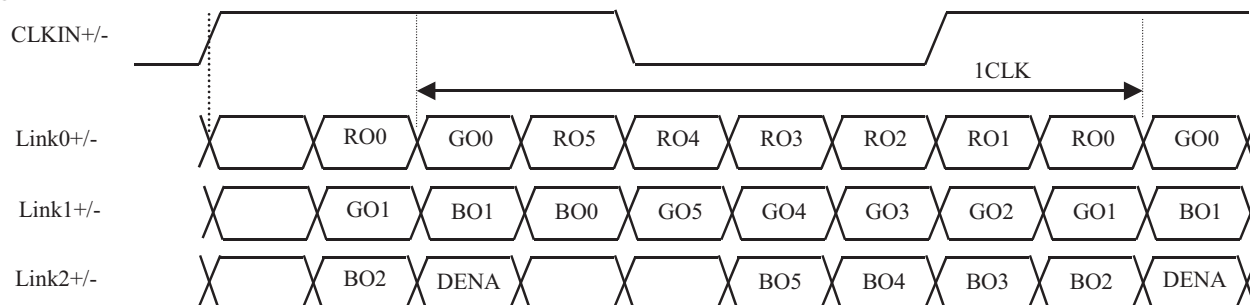 CLKIN+/-
1CLK
Link0+/- RO0 GO0 RO5 RO4 RO3 RO2 RO1 RO0 GO0
Link1+/- GO1 BO1 BO0 GO5 GO4 GO3 GO2 GO1 BO1
Link2+/- BO2 DENA BO5 BO4 BO3 BO2 DENA